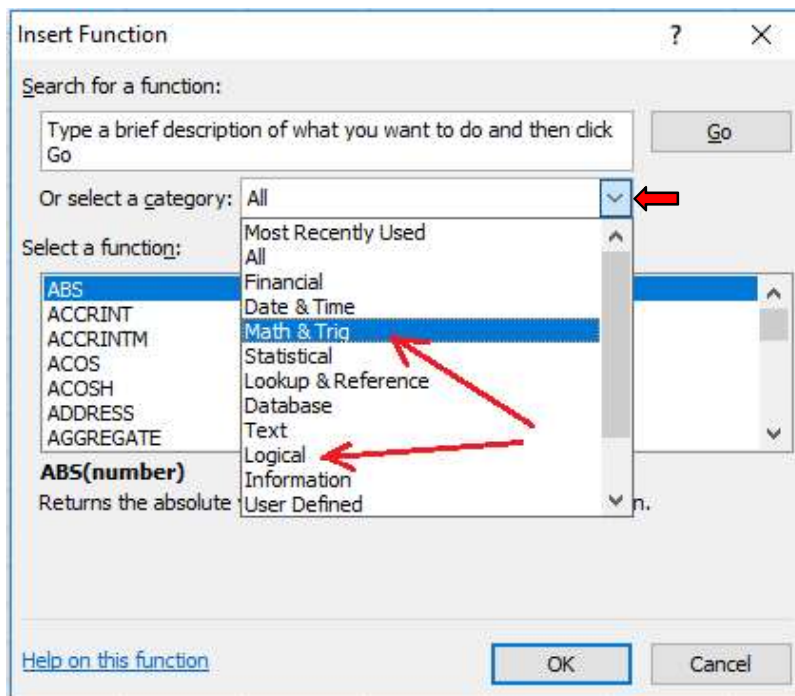 Insert Function
?
Search for a function:
Type a brief description of what you want to do and then click
Go
Go
Or select a category: All
Most Recently Used
All
Financial
Date & Time
Math & Trig
Statistical
Lookup & Reference
Database
Text
Logical
Information
User Defined
Select a function:
ABS
ACCRINT
ACCRINTM
ACOS
ACOSH
ADDRESS
AGGREGATE
ABS(number)
Returns the absolute
n.
Help on this function
OK
Cancel